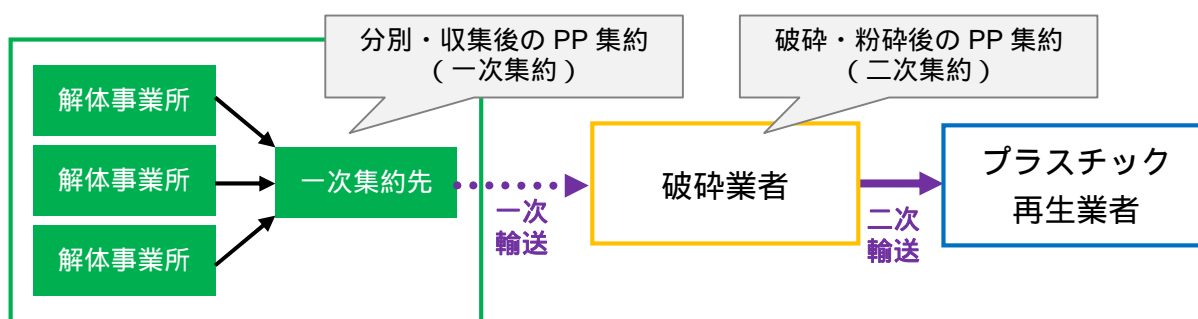 分別・収集後の PP 集約
（一次集約）
破砕・粉砕後の PP 集約
（二次集約）
解体事業所
解体事業所
解体事業所
一次集約先
一次
輸送
破砕業者
二次
輸送
プラスチック
再生業者